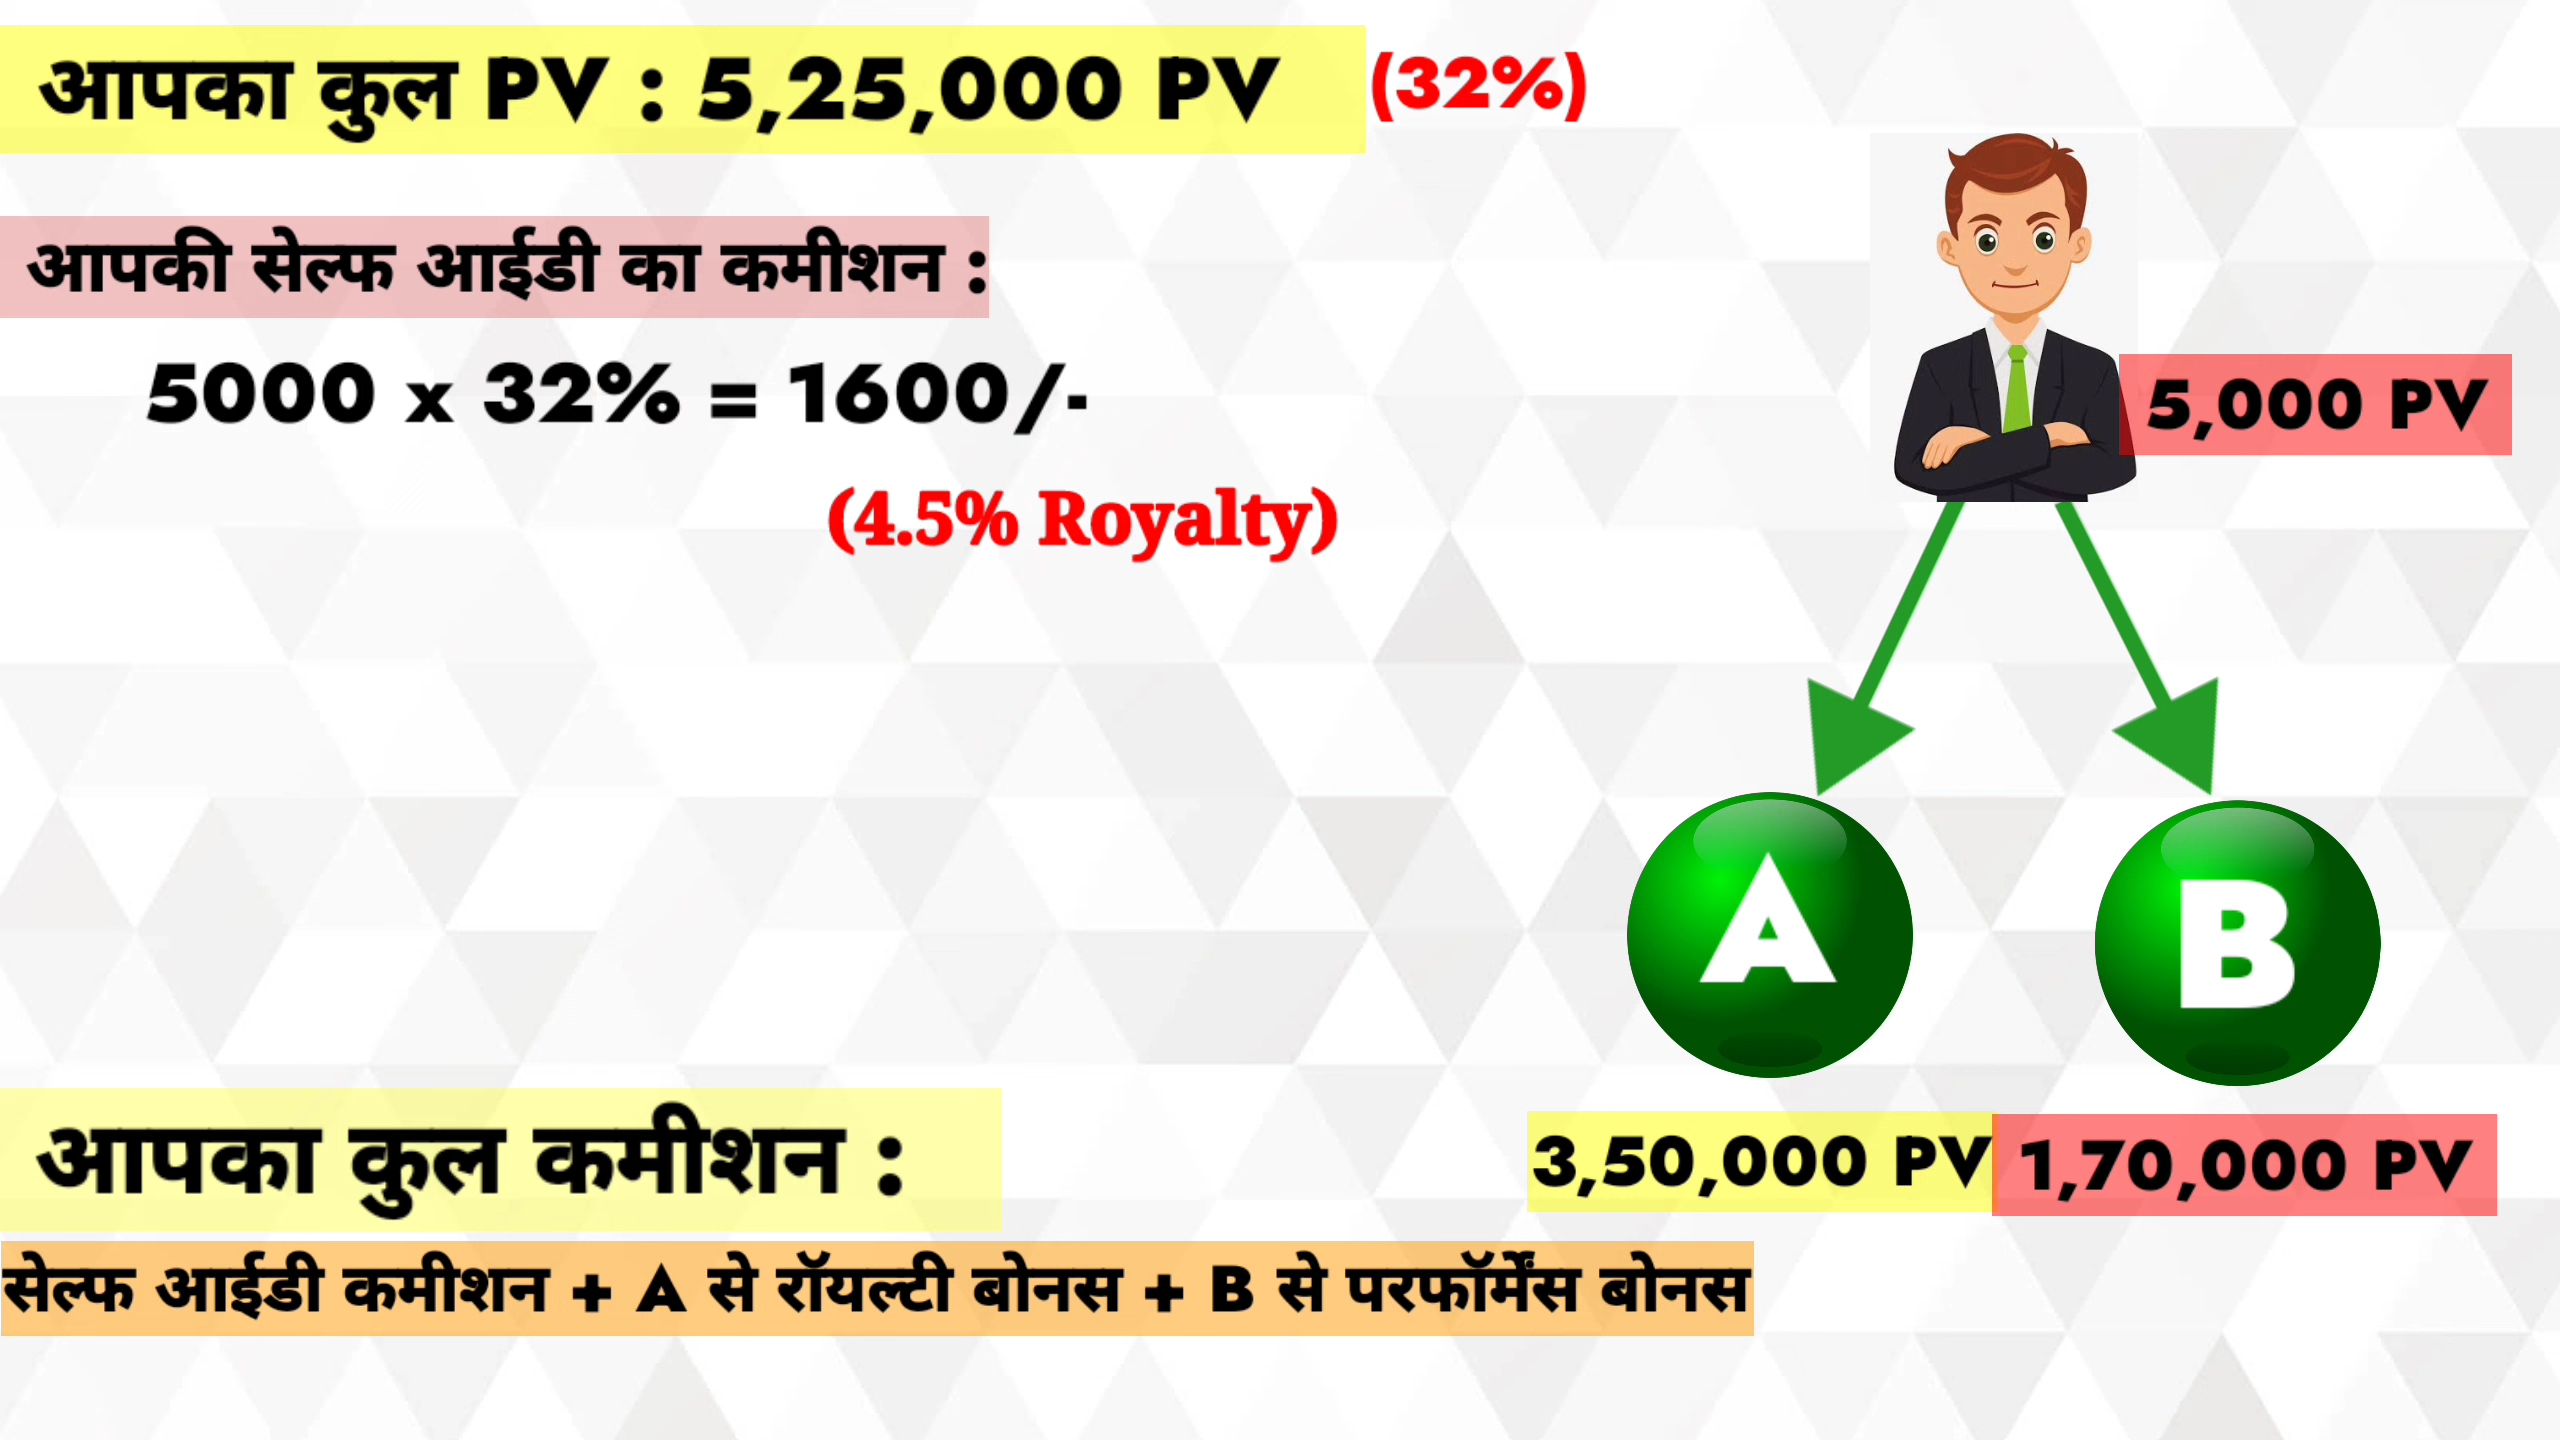 आपका कुल PV : 5,25,000 PV (32%)
आपकी सेल्फ आईडी का कमीशन :
5000 x 32% = 1600/-
5,000 PV
(4.5% Royalty)
A
B
आपका कुल कमीशन :
3,50,000 PV
1,70,000 PV
सेल्फ आईडी कमीशन + A से रॉयल्टी बोनस + B से परफॉर्मेंस बोनस